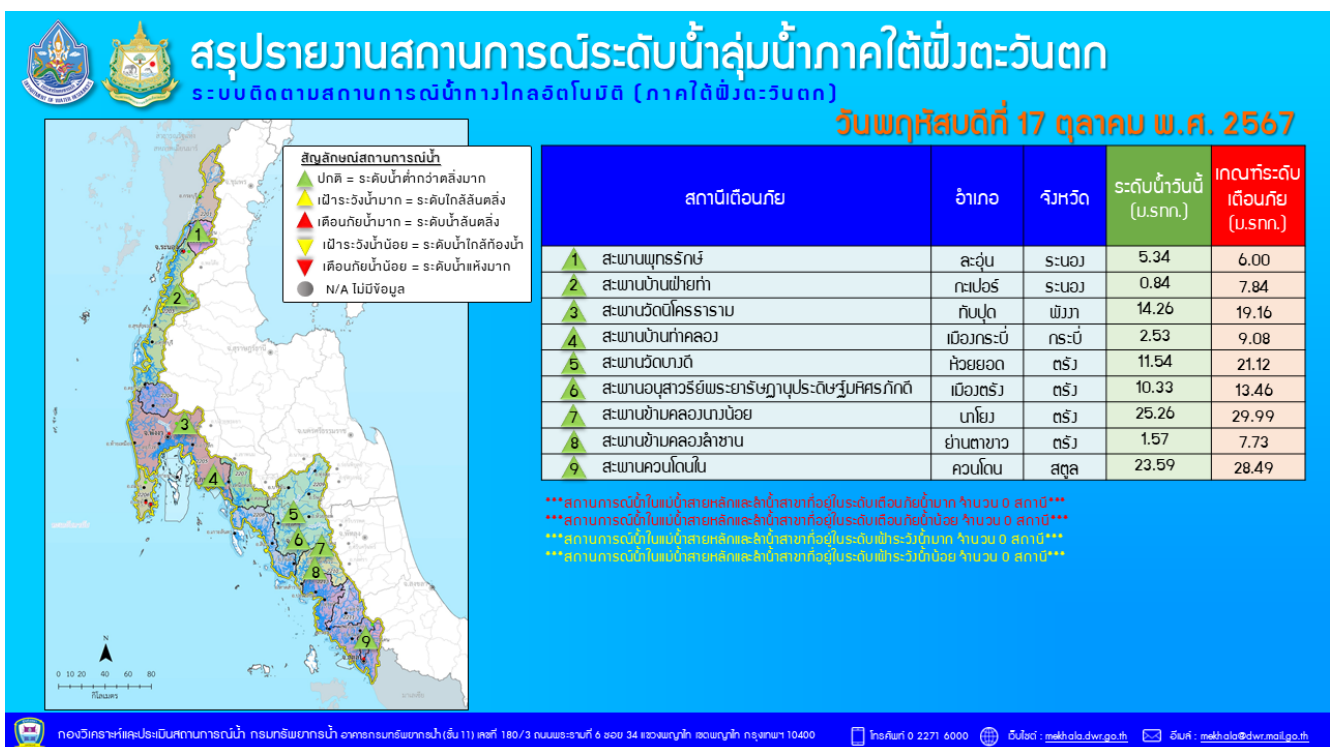 สรุปรายงานสถานการณ์ระดับน้ำลุ่มน้ำภาคใต้ฝั่งตะวันตก
ระบบติดตามสถานการณ์น้ำทางไกลอัตโนมัติ (ภาคใต้ฝั่งตะวันตก)
วันพฤหัสบดีที่ 17 ตุลาคม พ.ศ. 2567
สัญลักษณ์สถานการณ์น้ำ
ปกติ = ระดับน้ำต่ำกว่าตลิ่งมาก
เฝ้าระวังน้ำมาก = ระดับใกล้ล้นตลิ่ง
เตือนภัยน้ำมาก = ระดับน้ำล้นตลิ่ง
เฝ้าระวังน้ำน้อย = ระดับน้ำใกล้ท้องน้ำ
เตือนภัยน้ำน้อย = ระดับน้ำแห้งมาก
N/A ไม่มีข้อมูล
1
2
3
4
5
6
7
8
9
N
0 10 20 40 60 80
กิโลเมตร
สถานีเตือนภัย อำเภอ จังหวัด ระดับน้ำวันนี้ (ม.รทก.) เกณฑ์ระดับเตือนภัย (ม.รทก.)
1 สะพานพุทธรักษ์ ละอุ่น ระนอง 5.34 6.00
2 สะพานบ้านฝ่ายท่า กะเปอร์ ระนอง 0.84 7.84
3 สะพานวัดนิโครธาราม ทับปุด พังงา 14.26 19.16
4 สะพานบ้านท่าคลอง เมืองกระบี่ กระบี่ 2.53 9.08
5 สะพานวัดบางดี ห้วยยอด ตรัง 11.54 21.12
6 สะพานอนุสาวรีย์พระยารัษฎานุประดิษฐ์มหิศรภักดี เมืองตรัง ตรัง 10.33 13.46
7 สะพานข้ามคลองนางน้อย นาโยง ตรัง 25.26 29.99
8 สะพานข้ามคลองลำชาน ย่านตาขาว ตรัง 1.57 7.73
9 สะพานควนโดนใน ควนโดน สตูล 23.59 28.49
***สถานการณ์น้ำในแม่น้ำสายหลักและลำน้ำสาขาที่อยู่ในระดับเตือนภัยน้ำมาก จำนวน 0 สถานี***
***สถานการณ์น้ำในแม่น้ำสายหลักและลำน้ำสาขาที่อยู่ในระดับเตือนภัยน้ำน้อย จำนวน 0 สถานี***
***สถานการณ์น้ำในแม่น้ำสายหลักและลำน้ำสาขาที่อยู่ในระดับเฝ้าระวังน้ำมาก จำนวน 0 สถานี***
***สถานการณ์น้ำในแม่น้ำสายหลักและลำน้ำสาขาที่อยู่ในระดับเฝ้าระวังน้ำน้อย จำนวน 0 สถานี***
กองวิเคราะห์และประเมินสถานการณ์น้ำ กรมทรัพยากรน้ำ อาคารกรมทรัพยากรน้ำ (ชั้น 11) เลขที่ 180/3 ถนนพระรามที่ 6 ซอย 34 แขวงพญาไท เขตพญาไท กรุงเทพฯ 10400 โทรศัพท์ 0 2271 6000 เว็บไซต์ : mekhala.dwr.go.th อีเมล์ : mekhala@dwr.mail.go.th